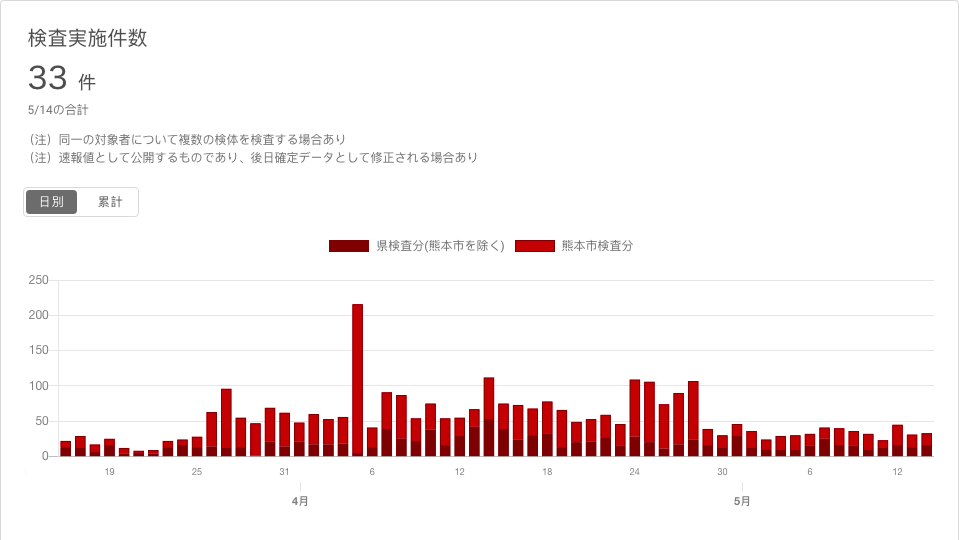 検査実施件数
33 件
5/14の合計
（注）同一の対象者について複数の検体を検査する場合あり
（注）速報値として公開するものであり、後日確定データとして修正される場合あり
日別 累計
県検査分(熊本市を除く) 熊本市検査分
250
200
150
100
50
0
19 25 31 6 12 18 24 30 6 12
4月 5月